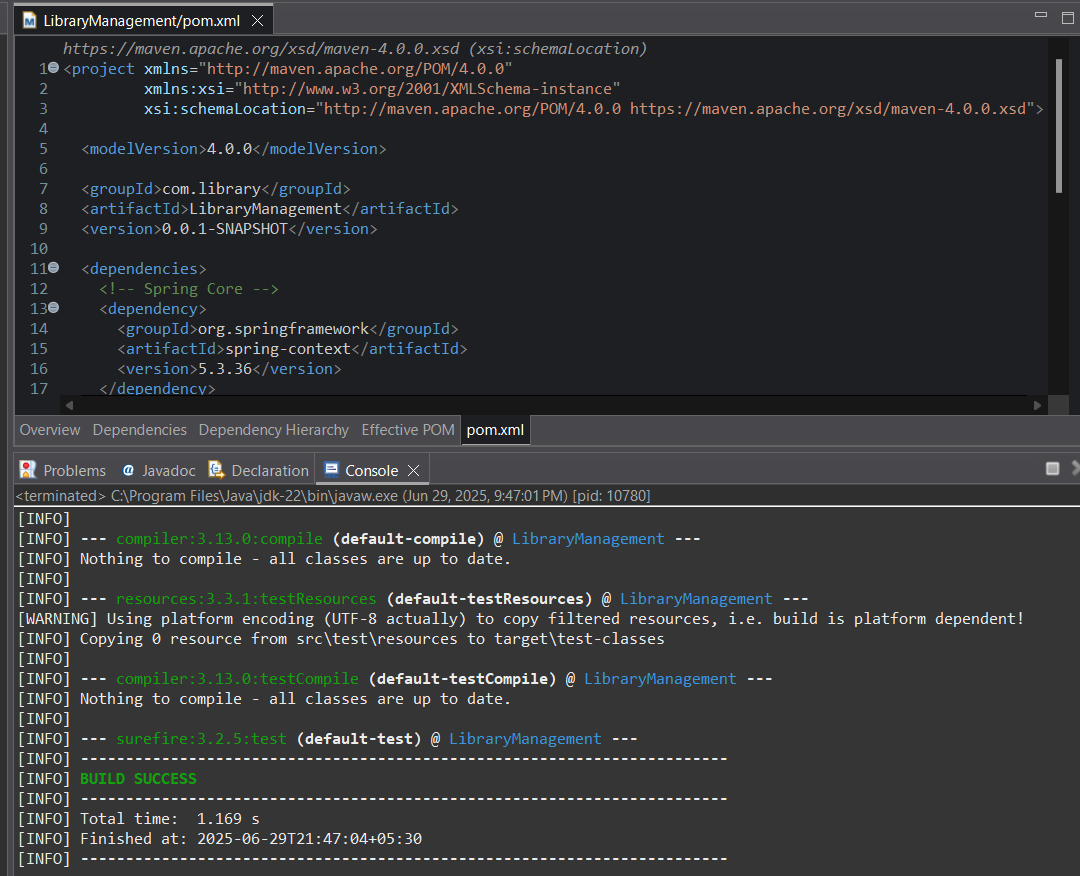 LibraryManagement/pom.xml
https://maven.apache.org/xsd/maven-4.0.0.xsd (xsi:schemaLocation)
1 <project xmlns="http://maven.apache.org/POM/4.0.0"
2 xmlns:xsi="http://www.w3.org/2001/XMLSchema-instance"
3 xsi:schemaLocation="http://maven.apache.org/POM/4.0.0 https://maven.apache.org/xsd/maven-4.0.0.xsd">
4
5 <modelVersion>4.0.0</modelVersion>
6
7 <groupId>com.library</groupId>
8 <artifactId>LibraryManagement</artifactId>
9 <version>0.0.1-SNAPSHOT</version>
10
11 <dependencies>
12 <!-- Spring Core -->
13 <dependency>
14 <groupId>org.springframework</groupId>
15 <artifactId>spring-context</artifactId>
16 <version>5.3.36</version>
17 </dependency>
Overview Dependencies Dependency Hierarchy Effective POM pom.xml
Problems @ Javadoc Declaration Console
<terminated> C:\Program Files\Java\jdk-22\bin\javaw.exe (Jun 29, 2025, 9:47:01 PM) [pid: 10780]
[INFO]
[INFO] --- compiler:3.13.0:compile (default-compile) @ LibraryManagement ---
[INFO] Nothing to compile - all classes are up to date.
[INFO]
[INFO] --- resources:3.3.1:testResources (default-testResources) @ LibraryManagement ---
[WARNING] Using platform encoding (UTF-8 actually) to copy filtered resources, i.e. build is platform dependent!
[INFO] Copying 0 resource from src\test\resources to target\test-classes
[INFO]
[INFO] --- compiler:3.13.0:testCompile (default-testCompile) @ LibraryManagement ---
[INFO] Nothing to compile - all classes are up to date.
[INFO]
[INFO] --- surefire:3.2.5:test (default-test) @ LibraryManagement ---
[INFO] ------------------------------------------------------------------------
[INFO] BUILD SUCCESS
[INFO] ------------------------------------------------------------------------
[INFO] Total time:  1.169 s
[INFO] Finished at: 2025-06-29T21:47:04+05:30
[INFO] ------------------------------------------------------------------------